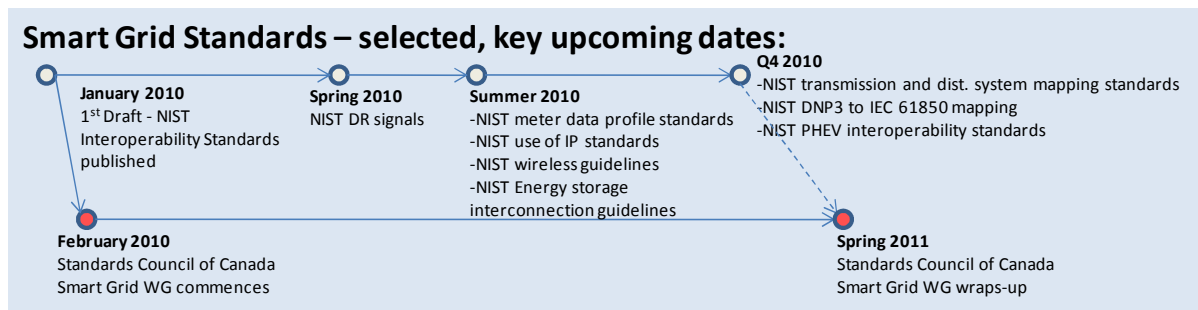 Smart Grid Standards – selected, key upcoming dates:
January 2010
1st Draft - NIST
Interoperability Standards
published
Spring 2010
NIST DR signals
Summer 2010
-NIST meter data profile standards
-NIST use of IP standards
-NIST wireless guidelines
-NIST Energy storage
interconnection guidelines
Q4 2010
-NIST transmission and dist. system mapping standards
-NIST DNP3 to IEC 61850 mapping
-NIST PHEV interoperability standards
February 2010
Standards Council of Canada
Smart Grid WG commences
Spring 2011
Standards Council of Canada
Smart Grid WG wraps-up